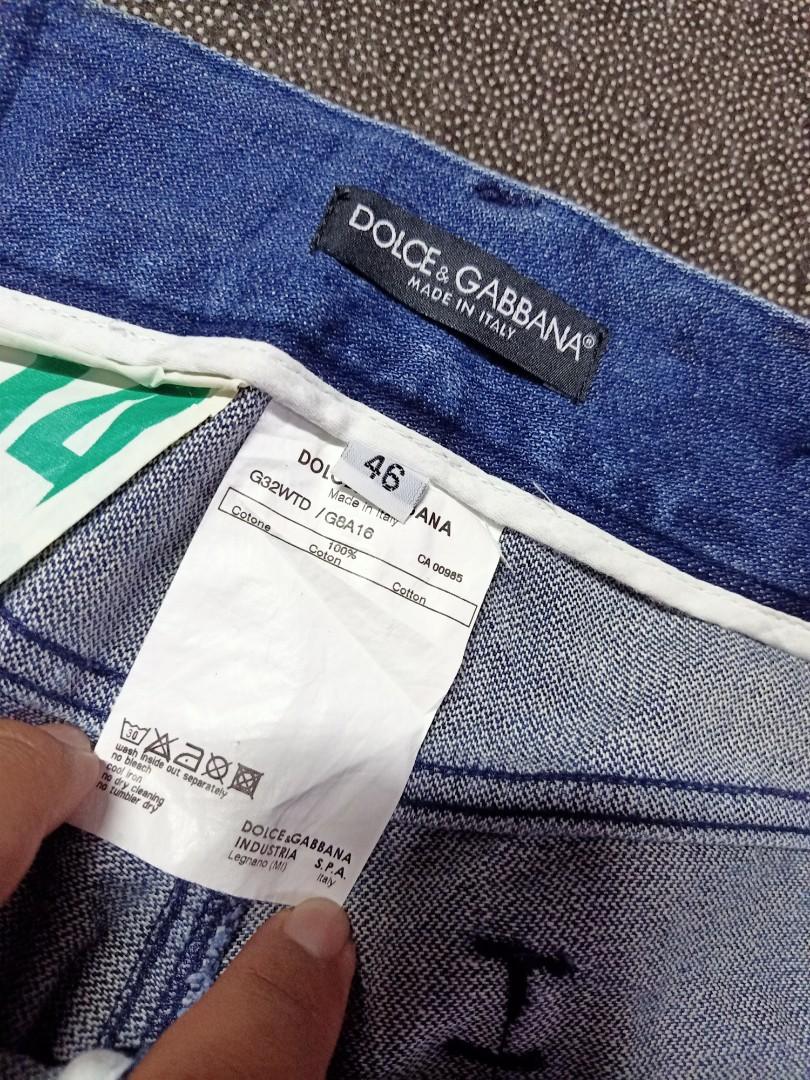 DOLCE & GABBANA®
MADE IN ITALY
46
Made in Italy
G32WTD /G8A16
CA 00985
Cotone 100%
Coton Cotton
30
wash inside out separately
no bleach
cool iron
no dry cleaning
no tumbler dry
DOLCE&GABBANA
INDUSTRIA S.P.A.
Legnano (MI)
Italy